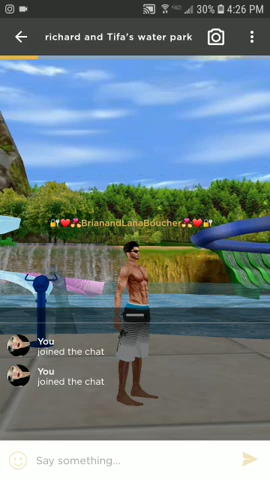 30% 4:26 PM
richard and Tifa's water park
🔐❤️💏BrianandLanaBoucher💏❤️🔐
You
joined the chat
You
joined the chat
Say something...